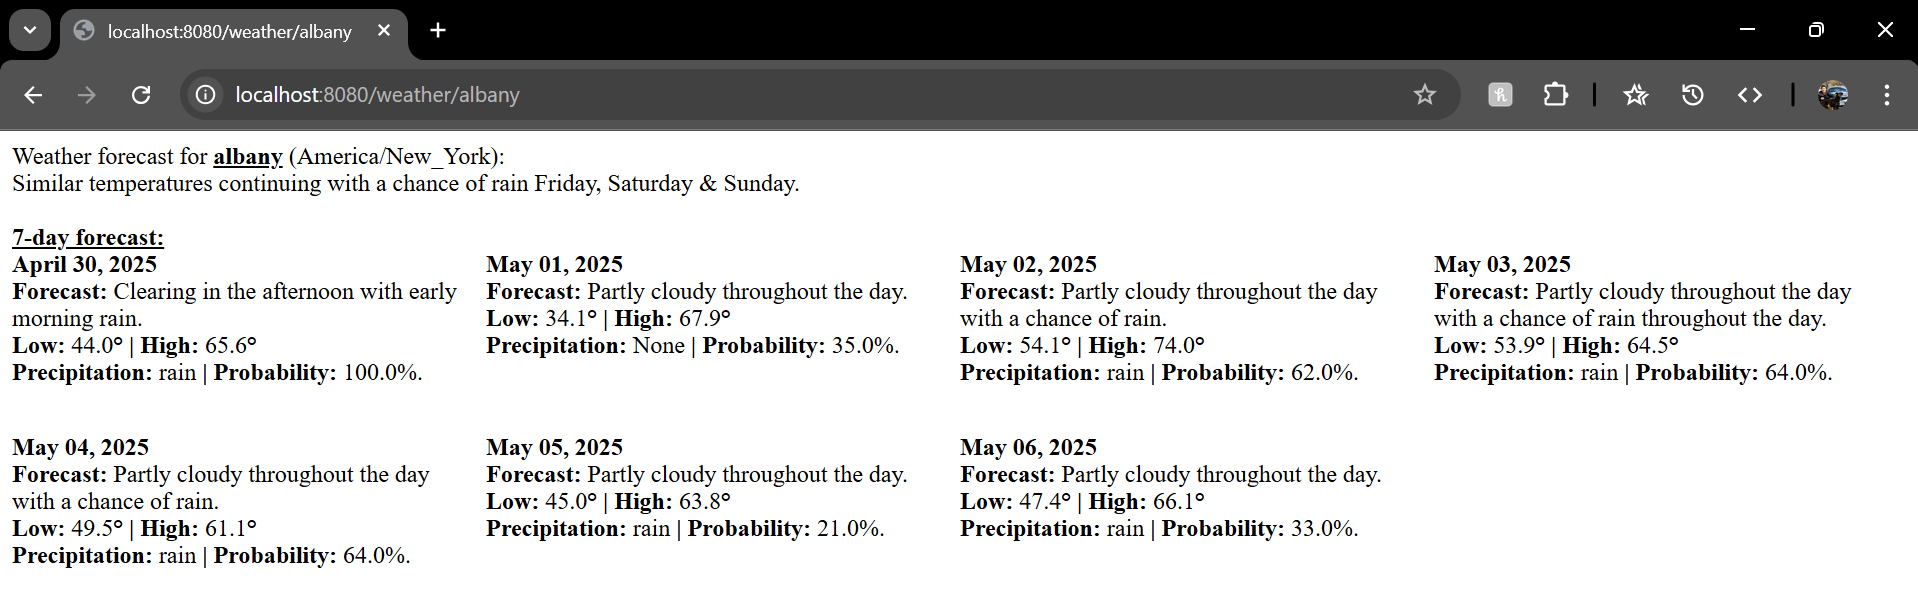 localhost:8080/weather/albany
localhost:8080/weather/albany
Weather forecast for albany (America/New_York):
Similar temperatures continuing with a chance of rain Friday, Saturday & Sunday.
7-day forecast:
April 30, 2025
Forecast: Clearing in the afternoon with early
morning rain.
Low: 44.0° | High: 65.6°
Precipitation: rain | Probability: 100.0%.
May 01, 2025
Forecast: Partly cloudy throughout the day.
Low: 34.1° | High: 67.9°
Precipitation: None | Probability: 35.0%.
May 02, 2025
Forecast: Partly cloudy throughout the day
with a chance of rain.
Low: 54.1° | High: 74.0°
Precipitation: rain | Probability: 62.0%.
May 03, 2025
Forecast: Partly cloudy throughout the day
with a chance of rain throughout the day.
Low: 53.9° | High: 64.5°
Precipitation: rain | Probability: 64.0%.
May 04, 2025
Forecast: Partly cloudy throughout the day
with a chance of rain.
Low: 49.5° | High: 61.1°
Precipitation: rain | Probability: 64.0%.
May 05, 2025
Forecast: Partly cloudy throughout the day.
Low: 45.0° | High: 63.8°
Precipitation: rain | Probability: 21.0%.
May 06, 2025
Forecast: Partly cloudy throughout the day.
Low: 47.4° | High: 66.1°
Precipitation: rain | Probability: 33.0%.